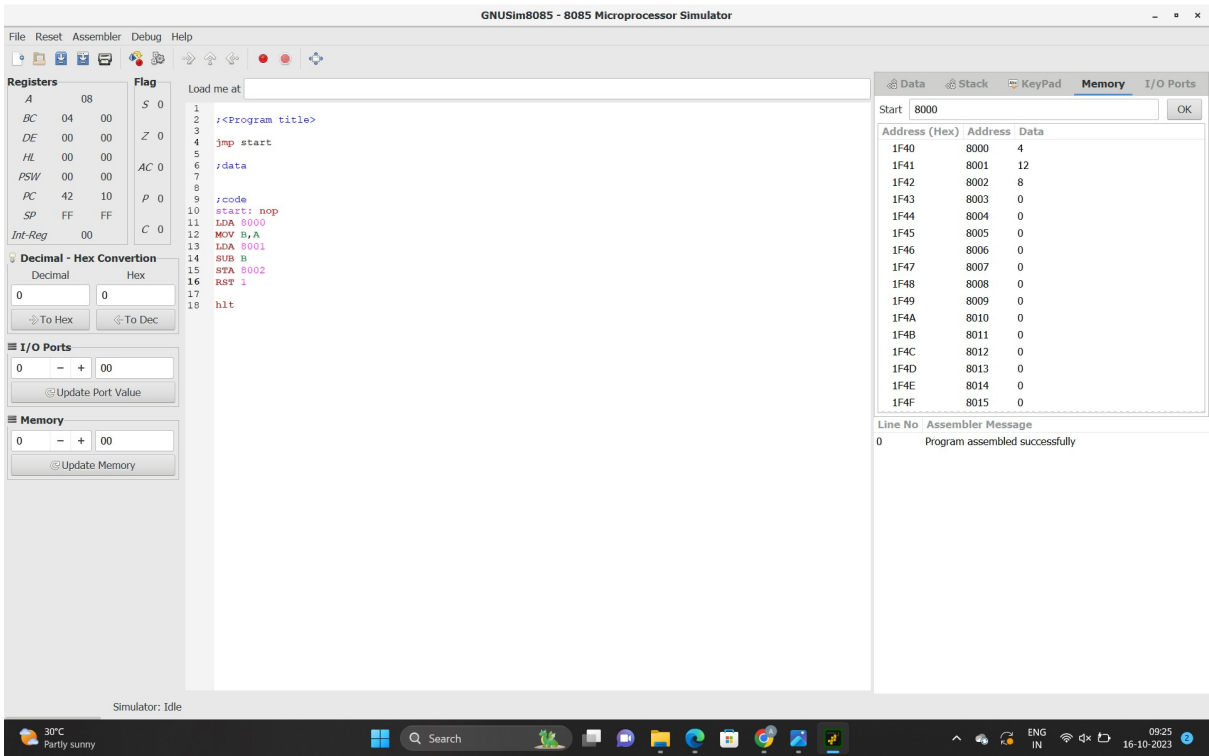 GNUSim8085 - 8085 Microprocessor Simulator
File Reset Assembler Debug Help
Registers
A 08
BC 04 00
DE 00 00
HL 00 00
PSW 00 00
PC 42 10
SP FF FF
Int-Reg 00
Flag
S 0
Z 0
AC 0
P 0
C 0
Decimal - Hex Convertion
Decimal Hex
0 0
To Hex To Dec
I/O Ports
0 - + 00
Update Port Value
Memory
0 - + 00
Update Memory
Load me at
1
2 ;<Program title>
3
4 jmp start
5
6 ;data
7
8
9 ;code
10 start: nop
11 LDA 8000
12 MOV B,A
13 LDA 8001
14 SUB B
15 STA 8002
16 RST 1
17
18 hlt
Data Stack KeyPad Memory I/O Ports
Start 8000 OK
Address (Hex) Address Data
1F40 8000 4
1F41 8001 12
1F42 8002 8
1F43 8003 0
1F44 8004 0
1F45 8005 0
1F46 8006 0
1F47 8007 0
1F48 8008 0
1F49 8009 0
1F4A 8010 0
1F4B 8011 0
1F4C 8012 0
1F4D 8013 0
1F4E 8014 0
1F4F 8015 0
Line No Assembler Message
0 Program assembled successfully
Simulator: Idle
30°C
Partly sunny
Search
ENG
IN
09:25
16-10-2023
2